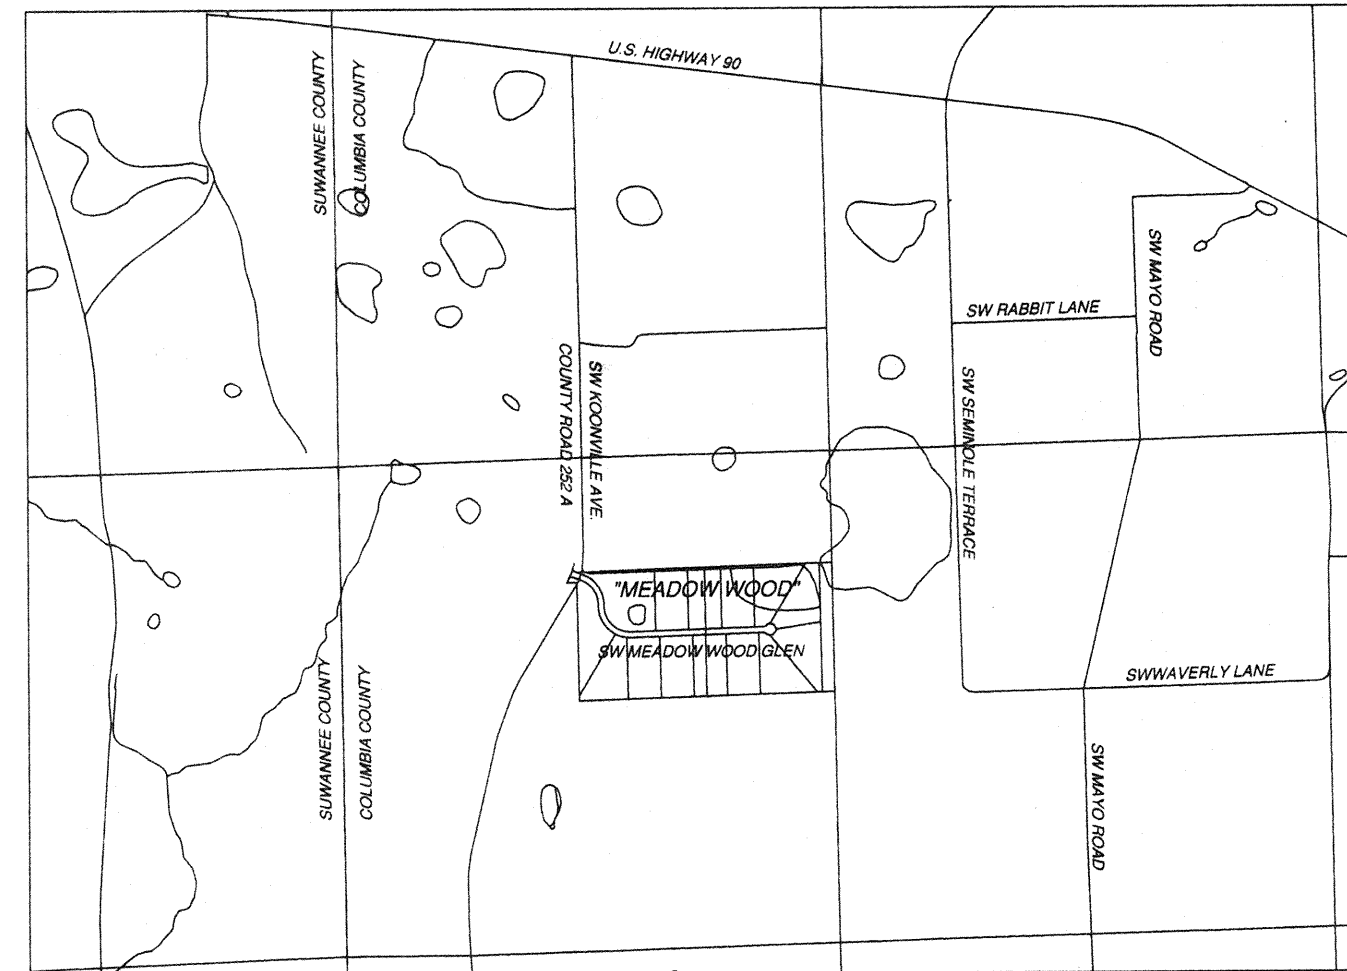 U.S. HIGHWAY 90
SUWANNEE COUNTY
COLUMBIA COUNTY
SW MAYO ROAD
SW RABBIT LANE
COUNTY ROAD 252 A
SW KOONVILLE AVE.
SW SEMINOLE TERRACE
"MEADOW WOOD"
SW MEADOW WOOD GLEN
SUWANNEE COUNTY
COLUMBIA COUNTY
SWWAVERLY LANE
SW MAYO ROAD